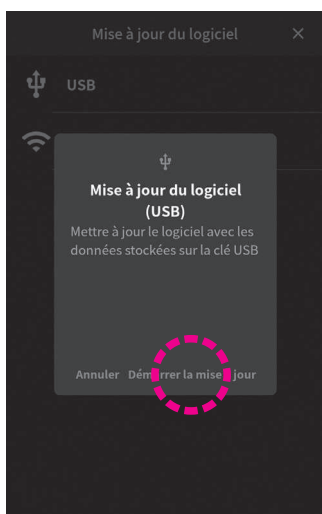 Mise à jour du logiciel
USB
Mise à jour du logiciel
(USB)
Mettre à jour le logiciel avec les
données stockées sur la clé USB
Annuler Démarrer la mise à jour